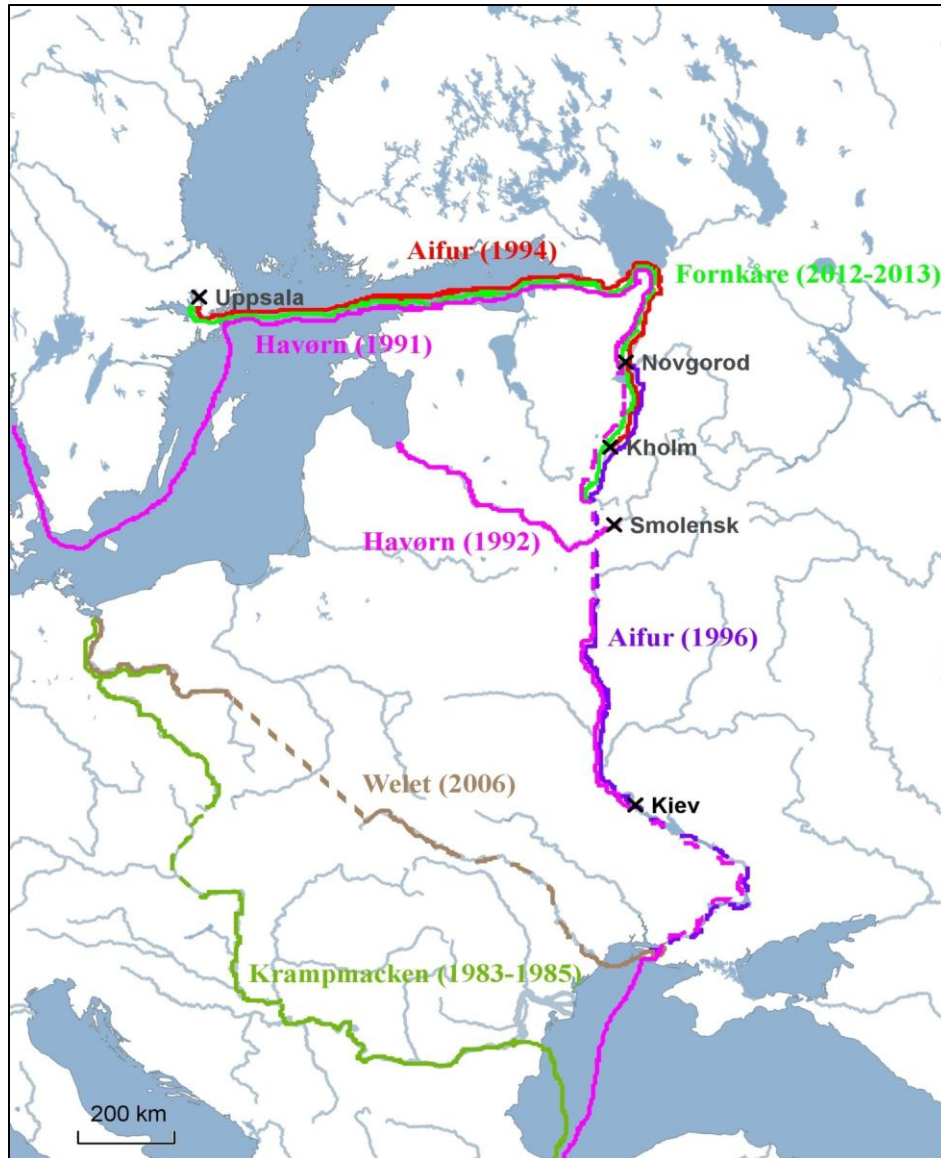 Aifur (1994)
Fornkåre (2012-2013)
Uppsala
Havørn (1991)
Novgorod
Kholm
Smolensk
Havørn (1992)
Aifur (1996)
Welet (2006)
Kiev
Krampmacken (1983-1985)
200 km